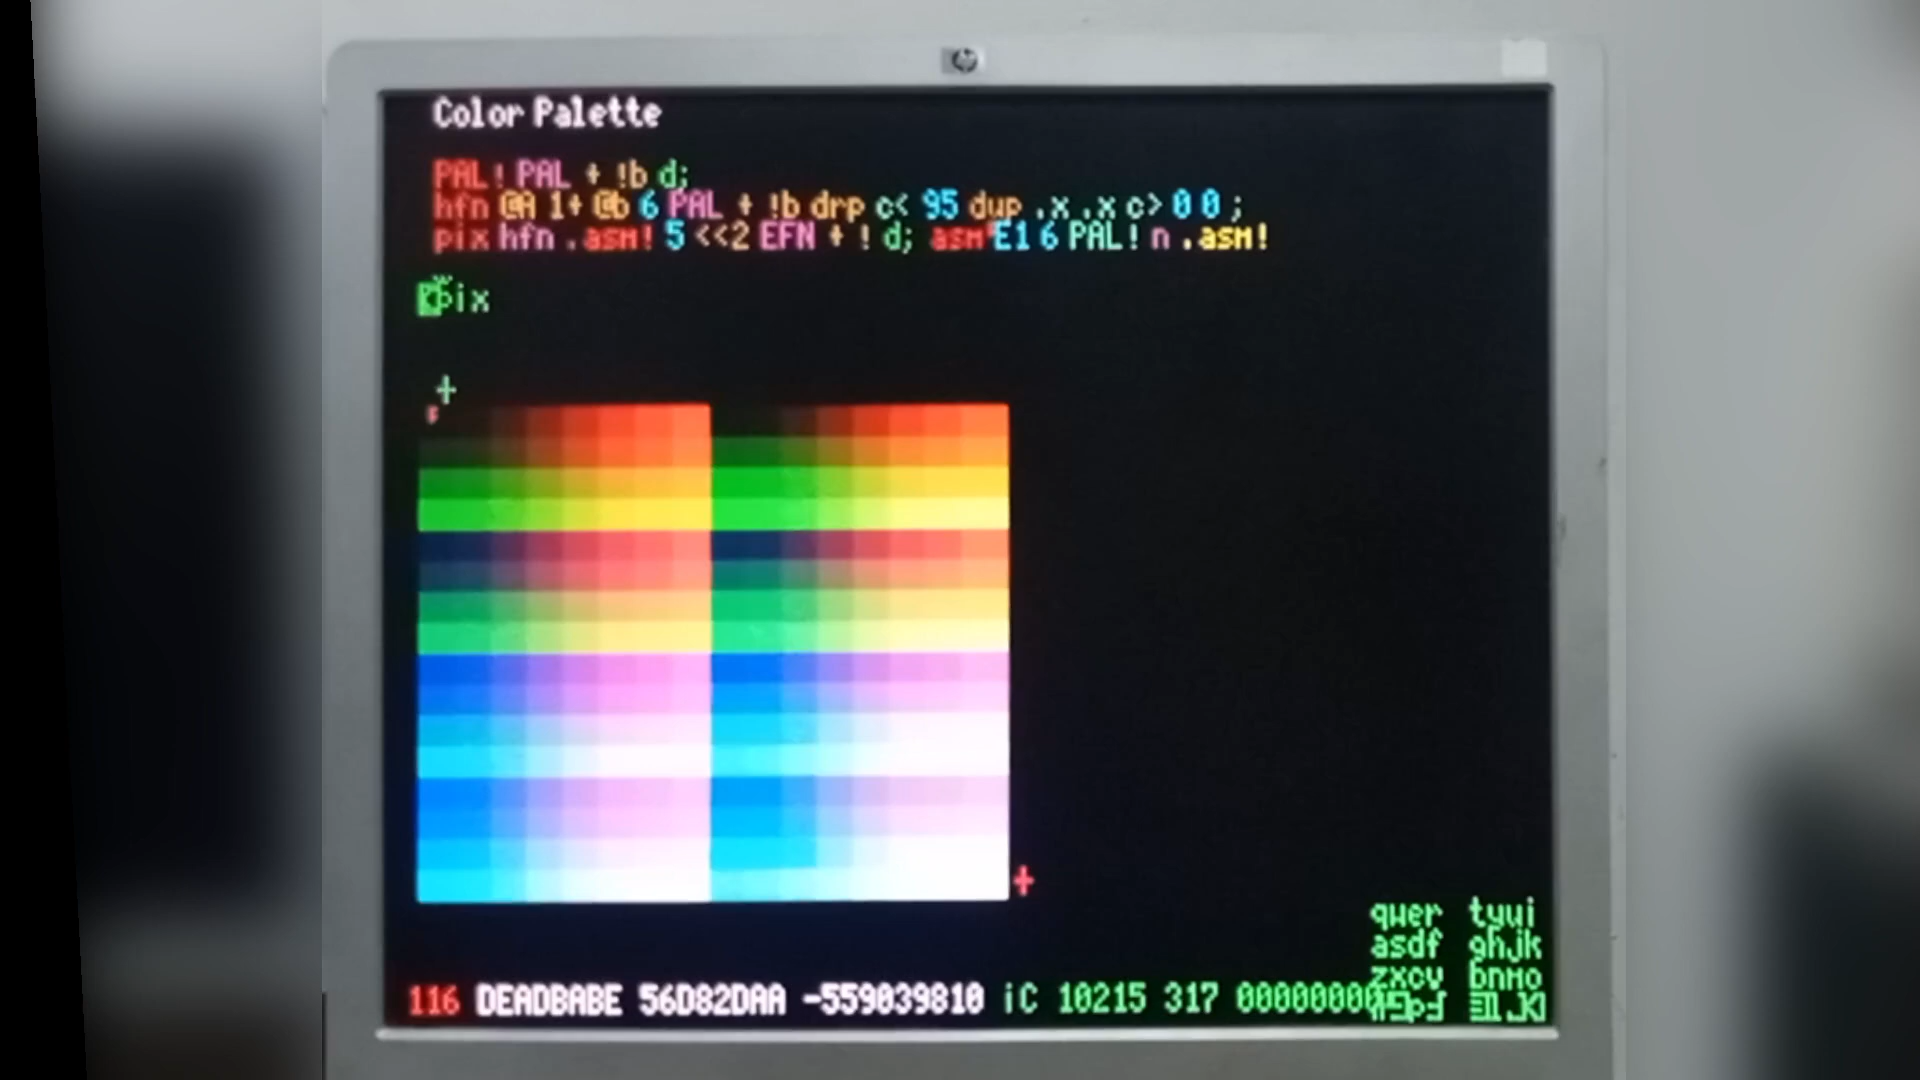 Color Palette
PAL! PAL + !b d;
hfn @A 1+ @b 6 PAL + !b drp c< 95 dup .x .x c> 0 0 ;
pix hfn .asm! 5 <<2 EFN + ! d; asm E1 6 PAL! n .asm!
pix
+
+
qwer tyui
asdf ghjk
zxcv bnmo
116 DEADBABE 56D82DAA -559039810 iC 10215 317 00000000